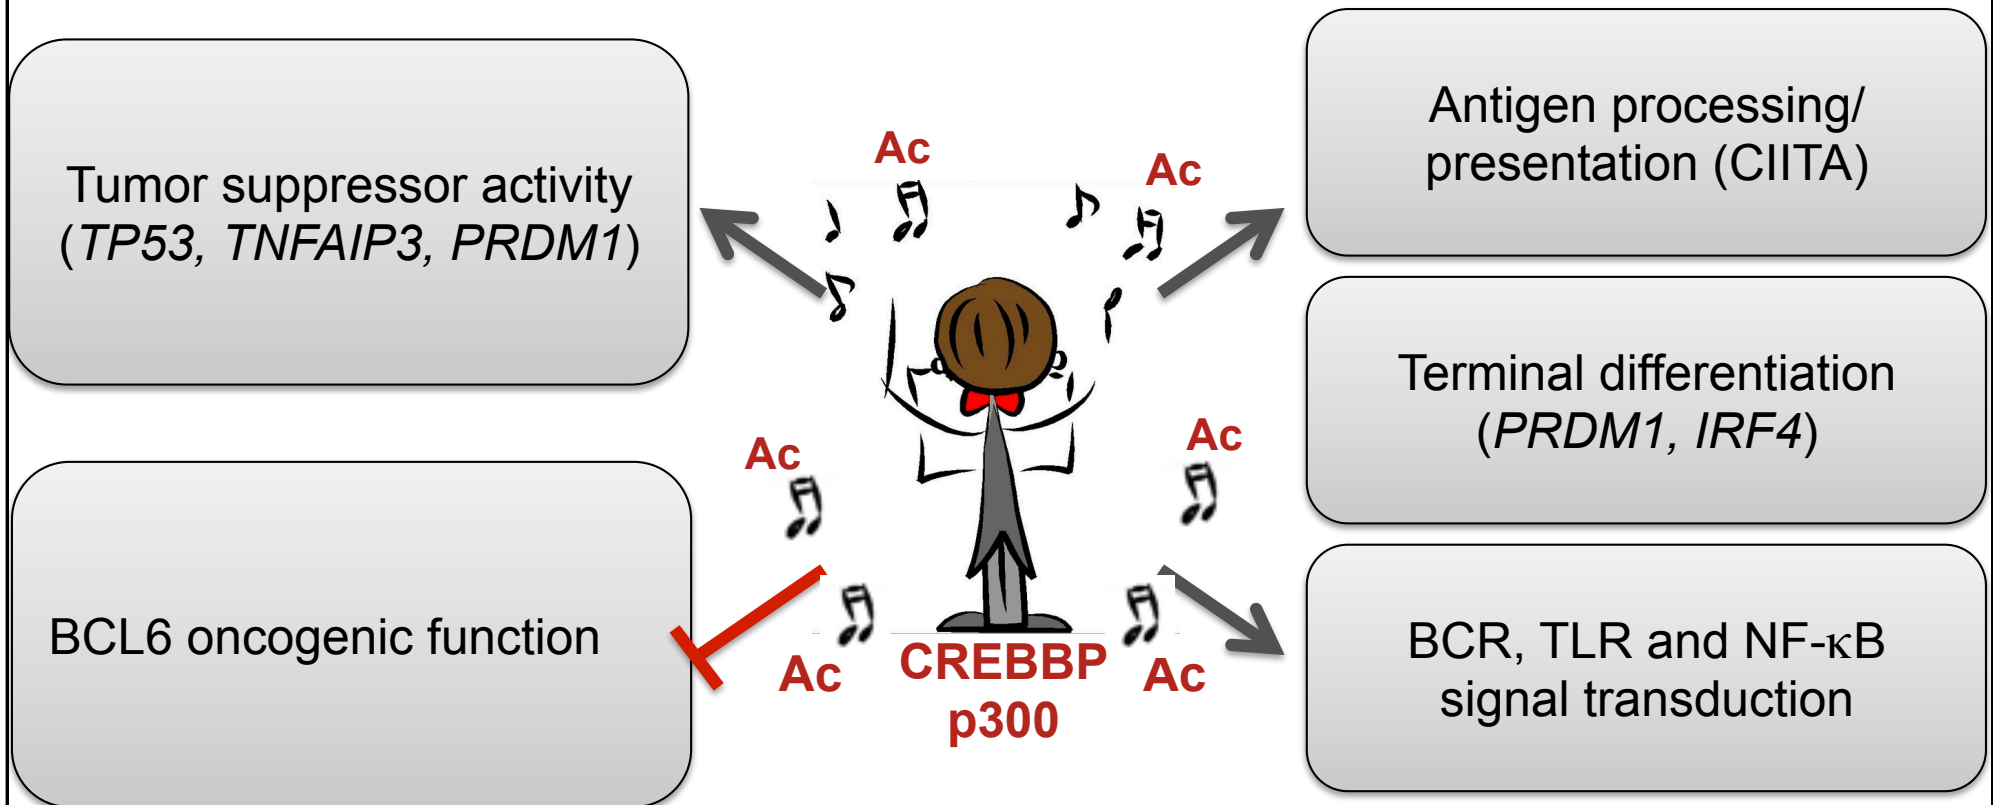 Tumor suppressor activity
(TP53, TNFAIP3, PRDM1)
BCL6 oncogenic function
Ac
Ac
Ac
Ac
Ac
Ac
CREBBP
p300
Antigen processing/
presentation (CIITA)
Terminal differentiation
(PRDM1, IRF4)
BCR, TLR and NF-κB
signal transduction